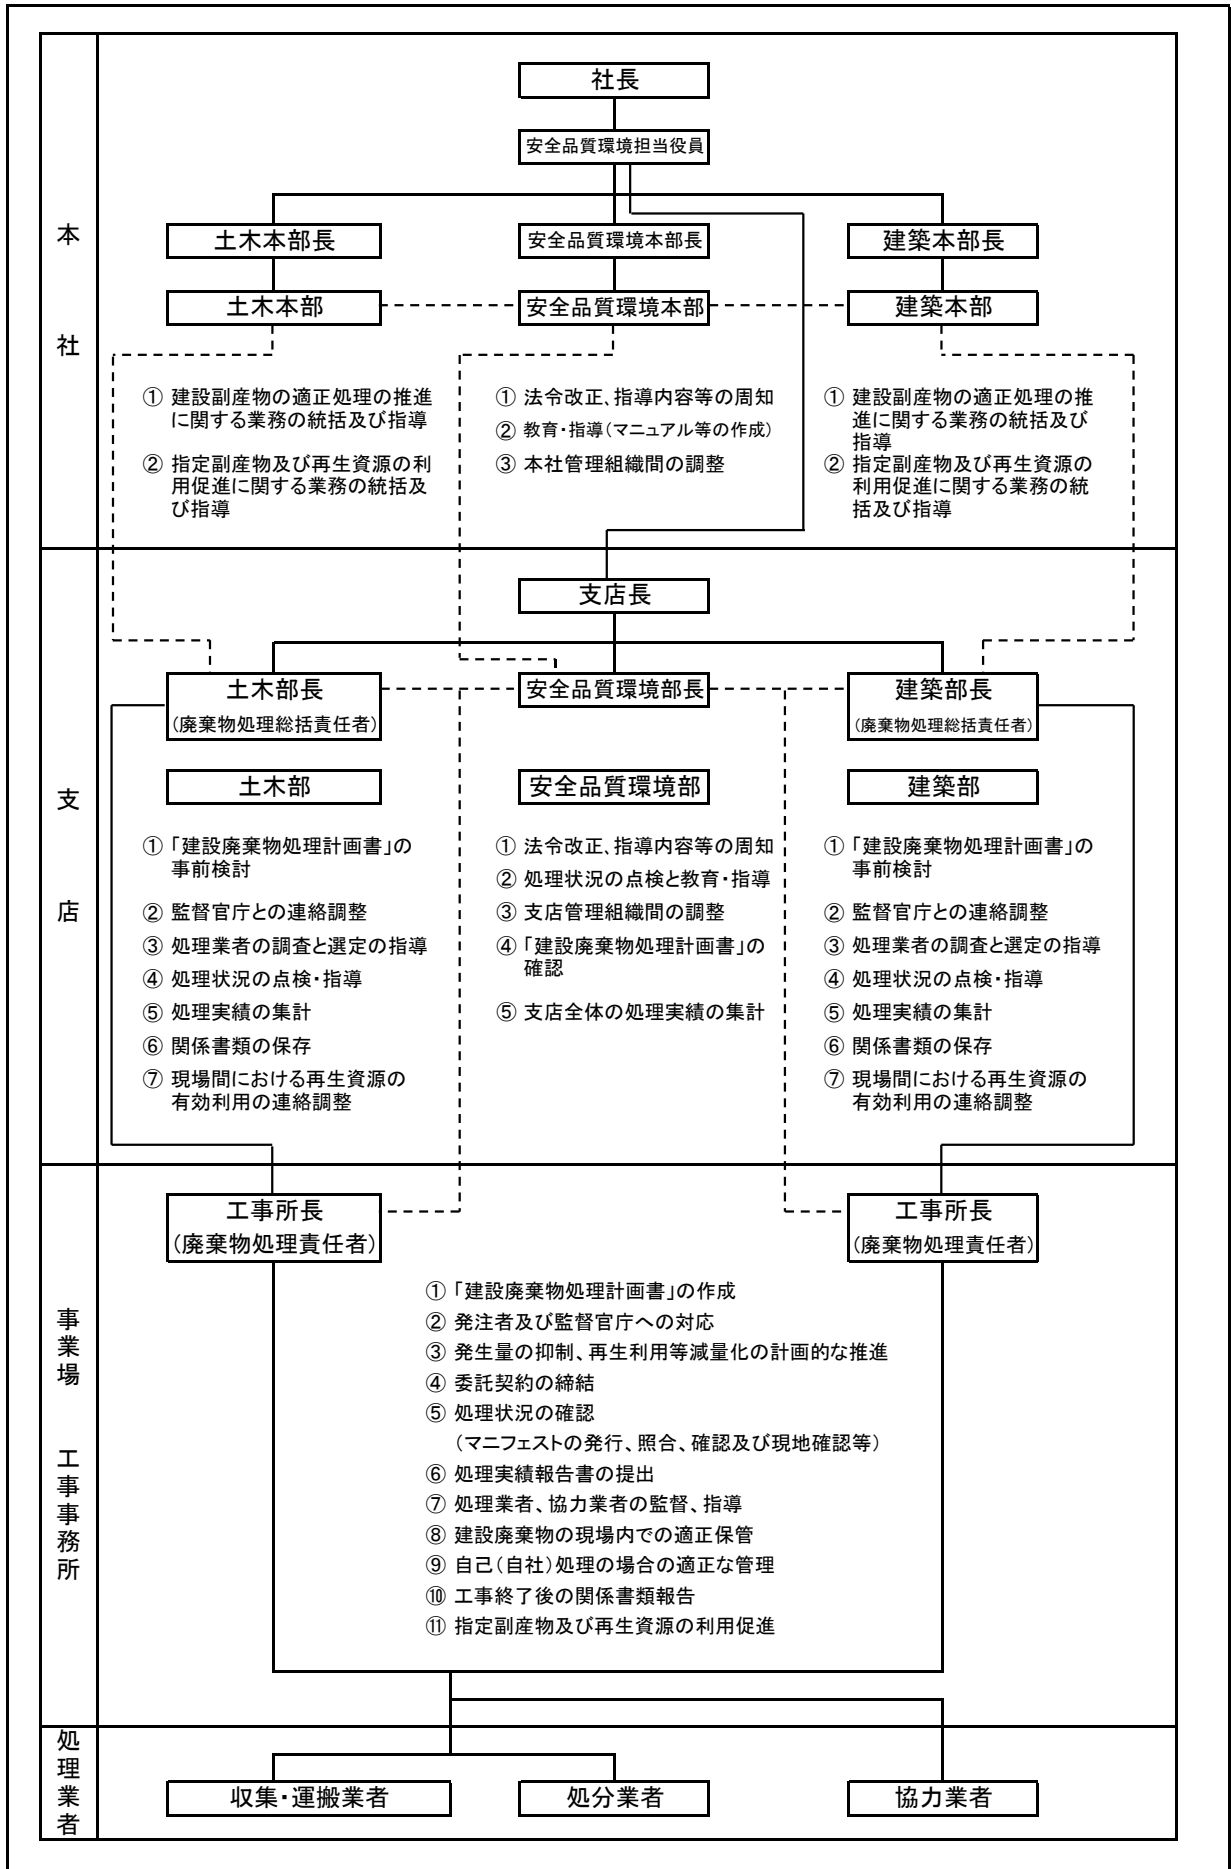 本社
社長
安全品質環境担当役員
土木本部長
安全品質環境本部長
建築本部長
土木本部
安全品質環境本部
建築本部
① 建設副産物の適正処理の推進
に関する業務の統括及び指導
② 指定副産物及び再生資源の利
用促進に関する業務の統括及
び指導
① 法令改正、指導内容等の周知
② 教育・指導(マニュアル等の作成)
③ 本社管理組織間の調整
① 建設副産物の適正処理の推
進に関する業務の統括及び
指導
② 指定副産物及び再生資源の
利用促進に関する業務の統
括及び指導
支店
支店長
土木部長
(廃棄物処理総括責任者)
安全品質環境部長
建築部長
(廃棄物処理総括責任者)
土木部
安全品質環境部
建築部
① 「建設廃棄物処理計画書」の
事前検討
② 監督官庁との連絡調整
③ 処理業者の調査と選定の指導
④ 処理状況の点検・指導
⑤ 処理実績の集計
⑥ 関係書類の保存
⑦ 現場間における再生資源の
有効利用の連絡調整
① 法令改正、指導内容等の周知
② 処理状況の点検と教育・指導
③ 支店管理組織間の調整
④ 「建設廃棄物処理計画書」の
確認
⑤ 支店全体の処理実績の集計
① 「建設廃棄物処理計画書」の
事前検討
② 監督官庁との連絡調整
③ 処理業者の調査と選定の指導
④ 処理状況の点検・指導
⑤ 処理実績の集計
⑥ 関係書類の保存
⑦ 現場間における再生資源の
有効利用の連絡調整
事業場 工事事務所
工事所長
(廃棄物処理責任者)
工事所長
(廃棄物処理責任者)
① 「建設廃棄物処理計画書」の作成
② 発注者及び監督官庁への対応
③ 発生量の抑制、再生利用等減量化の計画的な推進
④ 委託契約の締結
⑤ 処理状況の確認
(マニフェストの発行、照合、確認及び現地確認等)
⑥ 処理実績報告書の提出
⑦ 処理業者、協力業者の監督、指導
⑧ 建設廃棄物の現場内での適正保管
⑨ 自己(自社)処理の場合の適正な管理
⑩ 工事終了後の関係書類報告
⑪ 指定副産物及び再生資源の利用促進
処理業者
収集・運搬業者
処分業者
協力業者